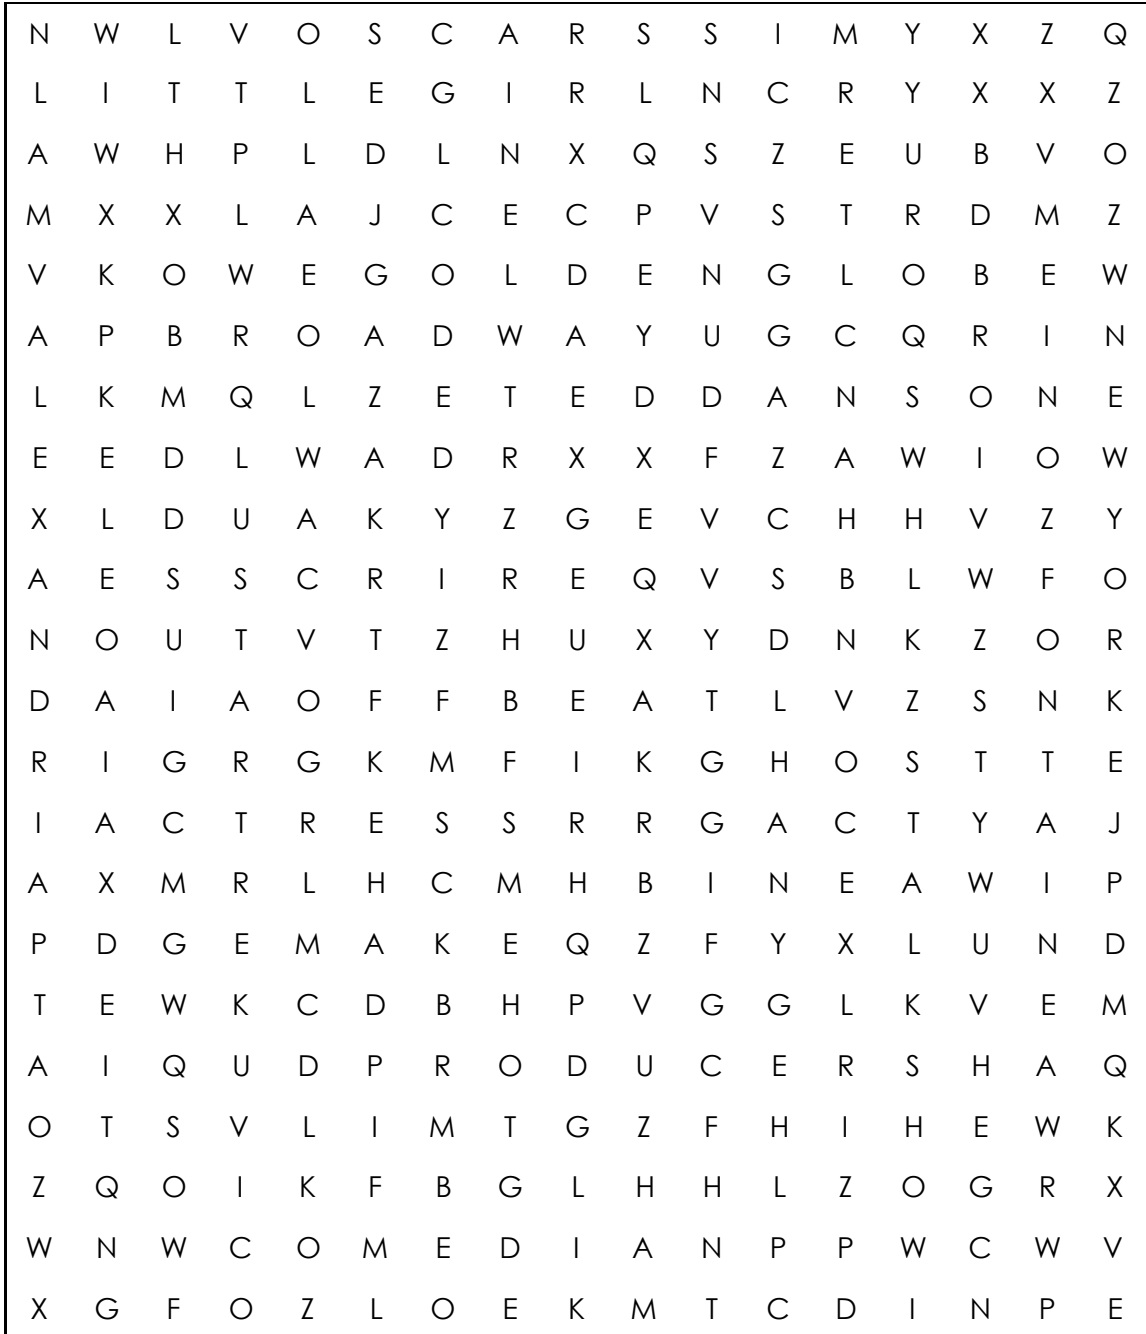 N W L V O S C A R S S I M Y X Z Q
L I T T L E G I R L N C R Y X X Z
A W H P L D L N X Q S Z E U B V O
M X X L A J C E C P V S T R D M Z
V K O W E G O L D E N G L O B E W
A P B R O A D W A Y U G C Q R I N
L K M Q L Z E T E D D A N S O N E
E E D L W A D R X X F Z A W I O W
X L D U A K Y Z G E V C H H V Z Y
A E S S C R I R E Q V S B L W F O
N O U T V T Z H U X Y D N K Z O R
D A I A O F F B E A T L V Z S N K
R I G R G K M F I K G H O S T T E
I A C T R E S S R R G A C T Y A J
A X M R L H C M H B I N E A W I P
P D G E M A K E Q Z F Y X L U N D
T E W K C D B H P V G G L K V E M
A I Q U D P R O D U C E R S H A Q
O T S V L I M T G Z F H I H E W K
Z Q O I K F B G L H H L Z O G R X
W N W C O M E D I A N P P W C W V
X G F O Z L O E K M T C D I N P E